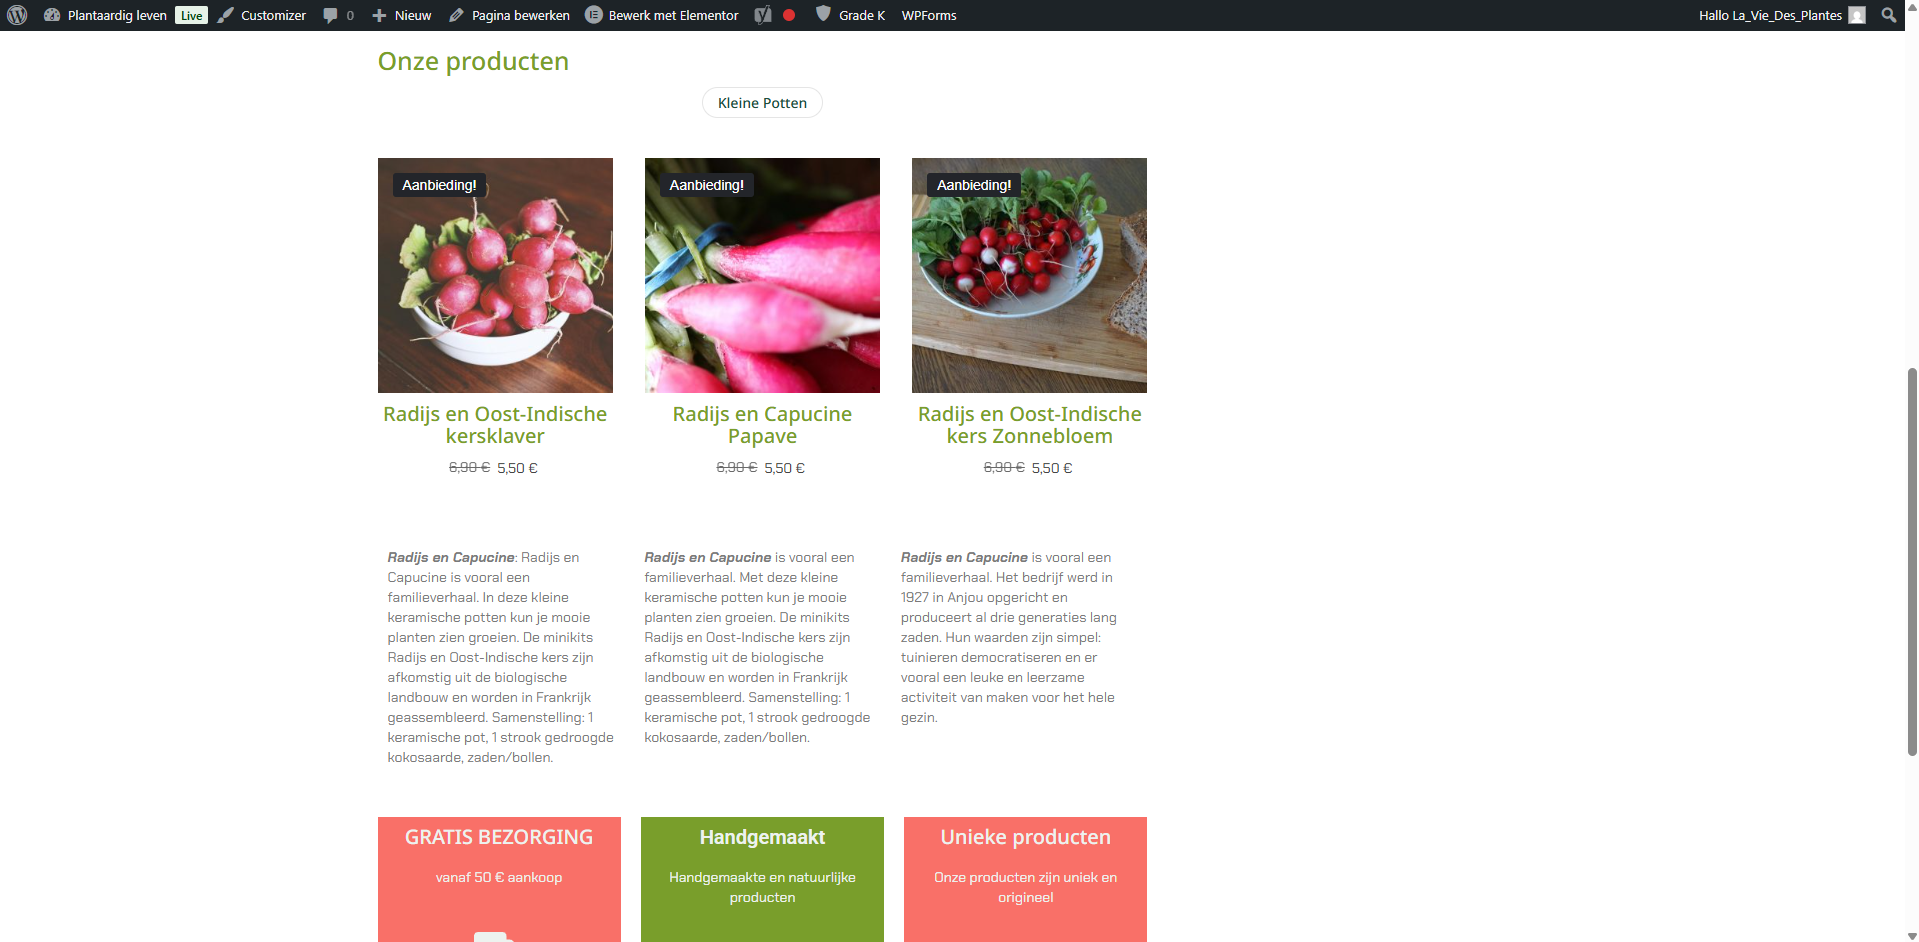 Plantaardig leven Live Customizer 0 Nieuw Pagina bewerken Bewerk met Elementor Grade K WPForms Hallo La_Vie_Des_Plantes
Onze producten
Kleine Potten
Aanbieding!
Aanbieding!
Aanbieding!
Radijs en Oost-Indische
kersklaver
6,90 € 5,50 €
Radijs en Capucine
Papave
6,90 € 5,50 €
Radijs en Oost-Indische
kers Zonnebloem
6,90 € 5,50 €
Radijs en Capucine: Radijs en
Capucine is vooral een
familieverhaal. In deze kleine
keramische potten kun je mooie
planten zien groeien. De minikits
Radijs en Oost-Indische kers zijn
afkomstig uit de biologische
landbouw en worden in Frankrijk
geassembleerd. Samenstelling: 1
keramische pot, 1 strook gedroogde
kokosaarde, zaden/bollen.
Radijs en Capucine is vooral een
familieverhaal. Met deze kleine
keramische potten kun je mooie
planten zien groeien. De minikits
Radijs en Oost-Indische kers zijn
afkomstig uit de biologische
landbouw en worden in Frankrijk
geassembleerd. Samenstelling: 1
keramische pot, 1 strook gedroogde
kokosaarde, zaden/bollen.
Radijs en Capucine is vooral een
familieverhaal. Het bedrijf werd in
1927 in Anjou opgericht en
produceert al drie generaties lang
zaden. Hun waarden zijn simpel:
tuinieren democratiseren en er
vooral een leuke en leerzame
activiteit van maken voor het hele
gezin.
GRATIS BEZORGING
vanaf 50 € aankoop
Handgemaakt
Handgemaakte en natuurlijke
producten
Unieke producten
Onze producten zijn uniek en
origineel